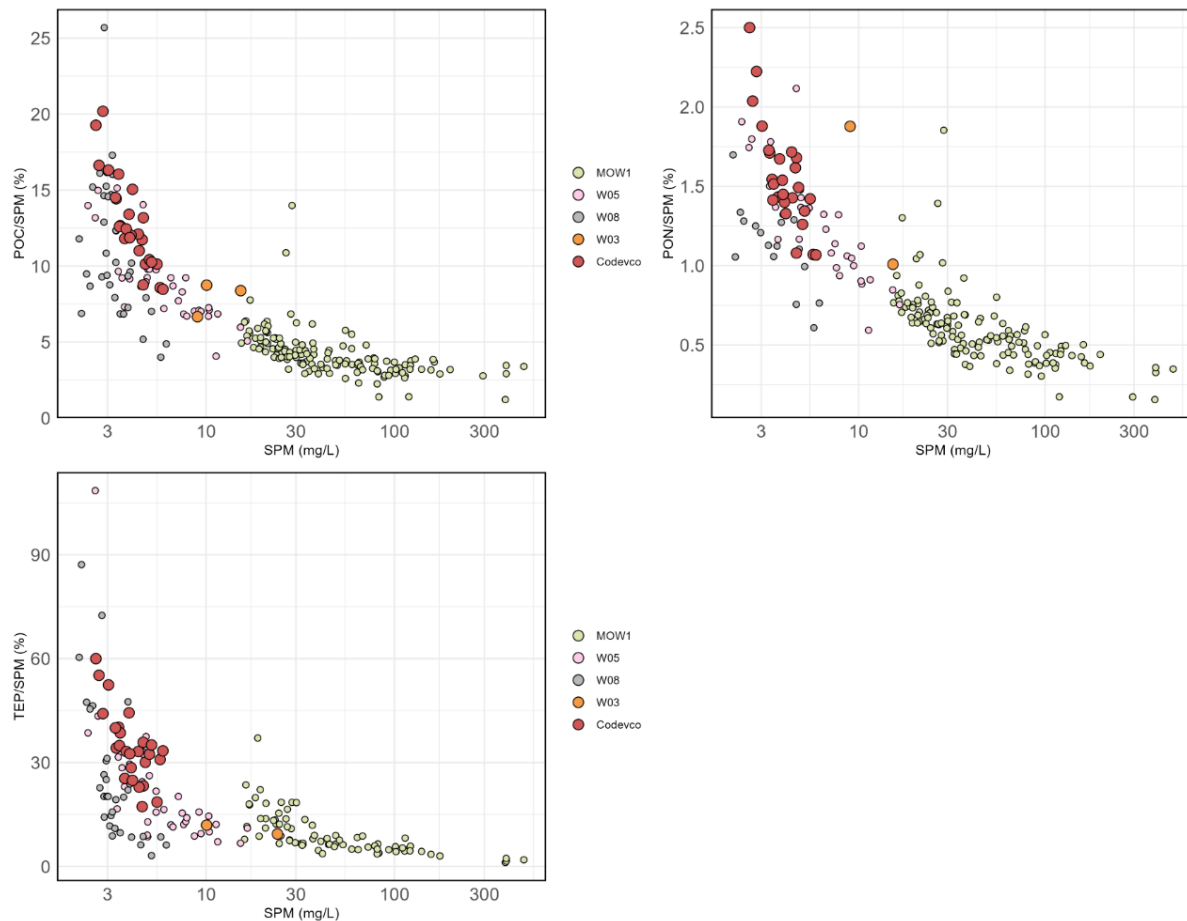 25
20
15
10
5
0
POC/SPM (%)
3 10 30 100 300
SPM (mg/L)
MOW1
W05
W08
W03
Codevco
2.5
2.0
1.5
1.0
0.5
PON/SPM (%)
3 10 30 100 300
SPM (mg/L)
90
60
30
0
TEP/SPM (%)
3 10 30 100 300
SPM (mg/L)
MOW1
W05
W08
W03
Codevco